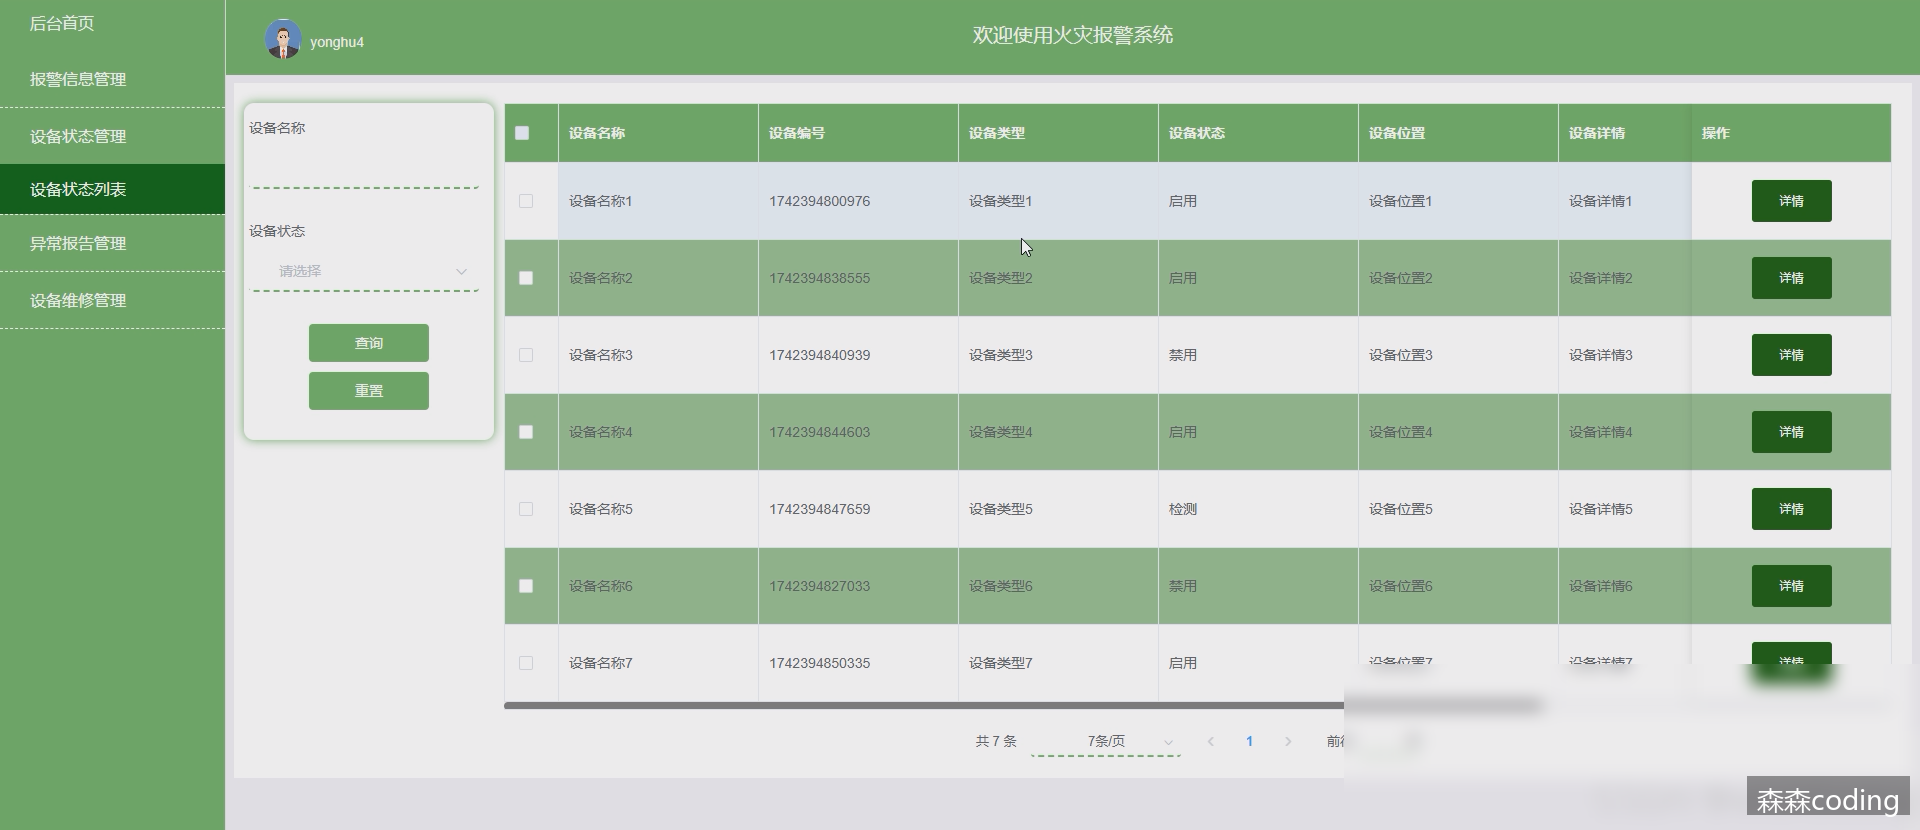 后台首页
报警信息管理
设备状态管理
设备状态列表
异常报告管理
设备维修管理
yonghu4
欢迎使用火灾报警系统
设备名称
设备状态
请选择
查询
重置
设备名称 设备编号 设备类型 设备状态 设备位置 设备详情 操作
设备名称1 1742394800976 设备类型1 启用 设备位置1 设备详情1 详情
设备名称2 1742394838555 设备类型2 启用 设备位置2 设备详情2 详情
设备名称3 1742394840939 设备类型3 禁用 设备位置3 设备详情3 详情
设备名称4 1742394844603 设备类型4 启用 设备位置4 设备详情4 详情
设备名称5 1742394847659 设备类型5 检测 设备位置5 设备详情5 详情
设备名称6 1742394827033 设备类型6 禁用 设备位置6 设备详情6 详情
设备名称7 1742394850335 设备类型7 启用 设备位置7 设备详情7 详情
共 7 条 7条/页 1 前
森森coding